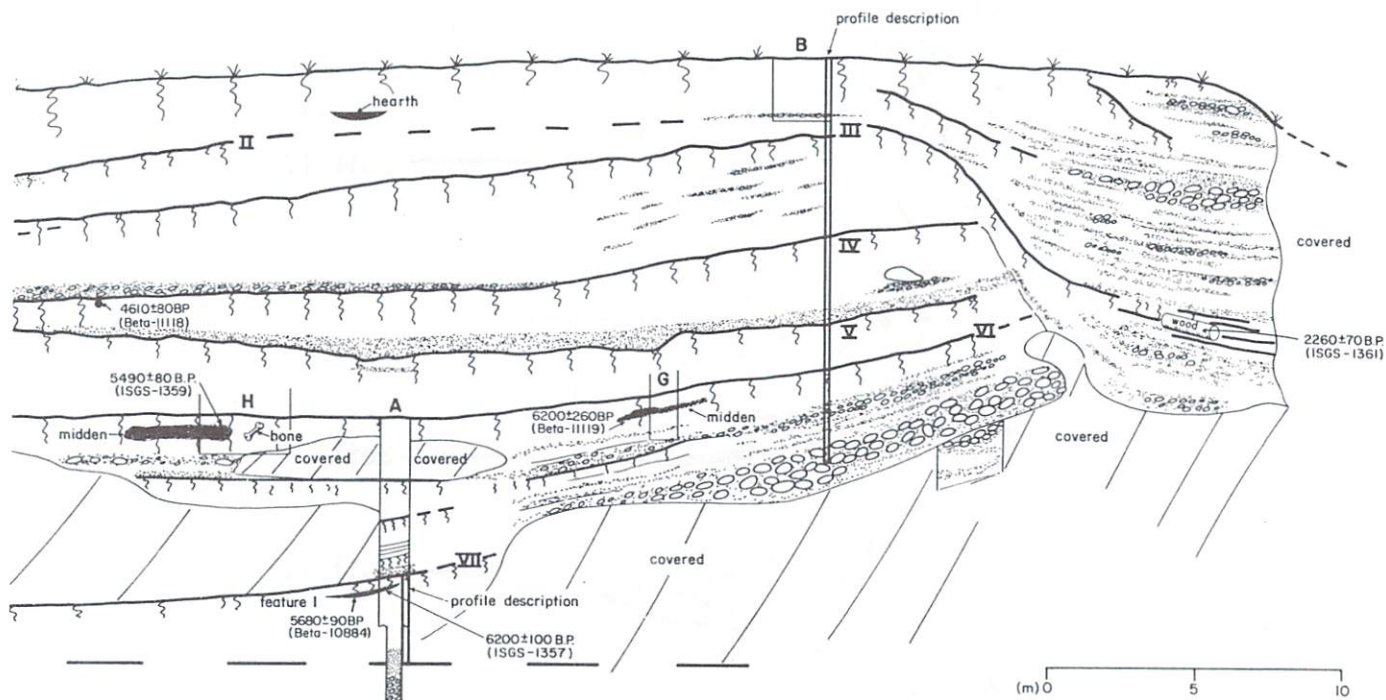 profile description
B
hearth
II
III
IV
covered
4610±80BP
(Beta-11118)
V
VI
wood
2260±70 B.P.
(ISGS-1361)
5490±80 B.P.
(ISGS-1359)
H
A
G
6200±260BP
(Beta-11119)
midden
midden
bone
covered
covered
covered
covered
VII
feature I
profile description
5680±90BP
(Beta-10884)
6200±100 B.P.
(ISGS-1357)
(m) 0 5 10